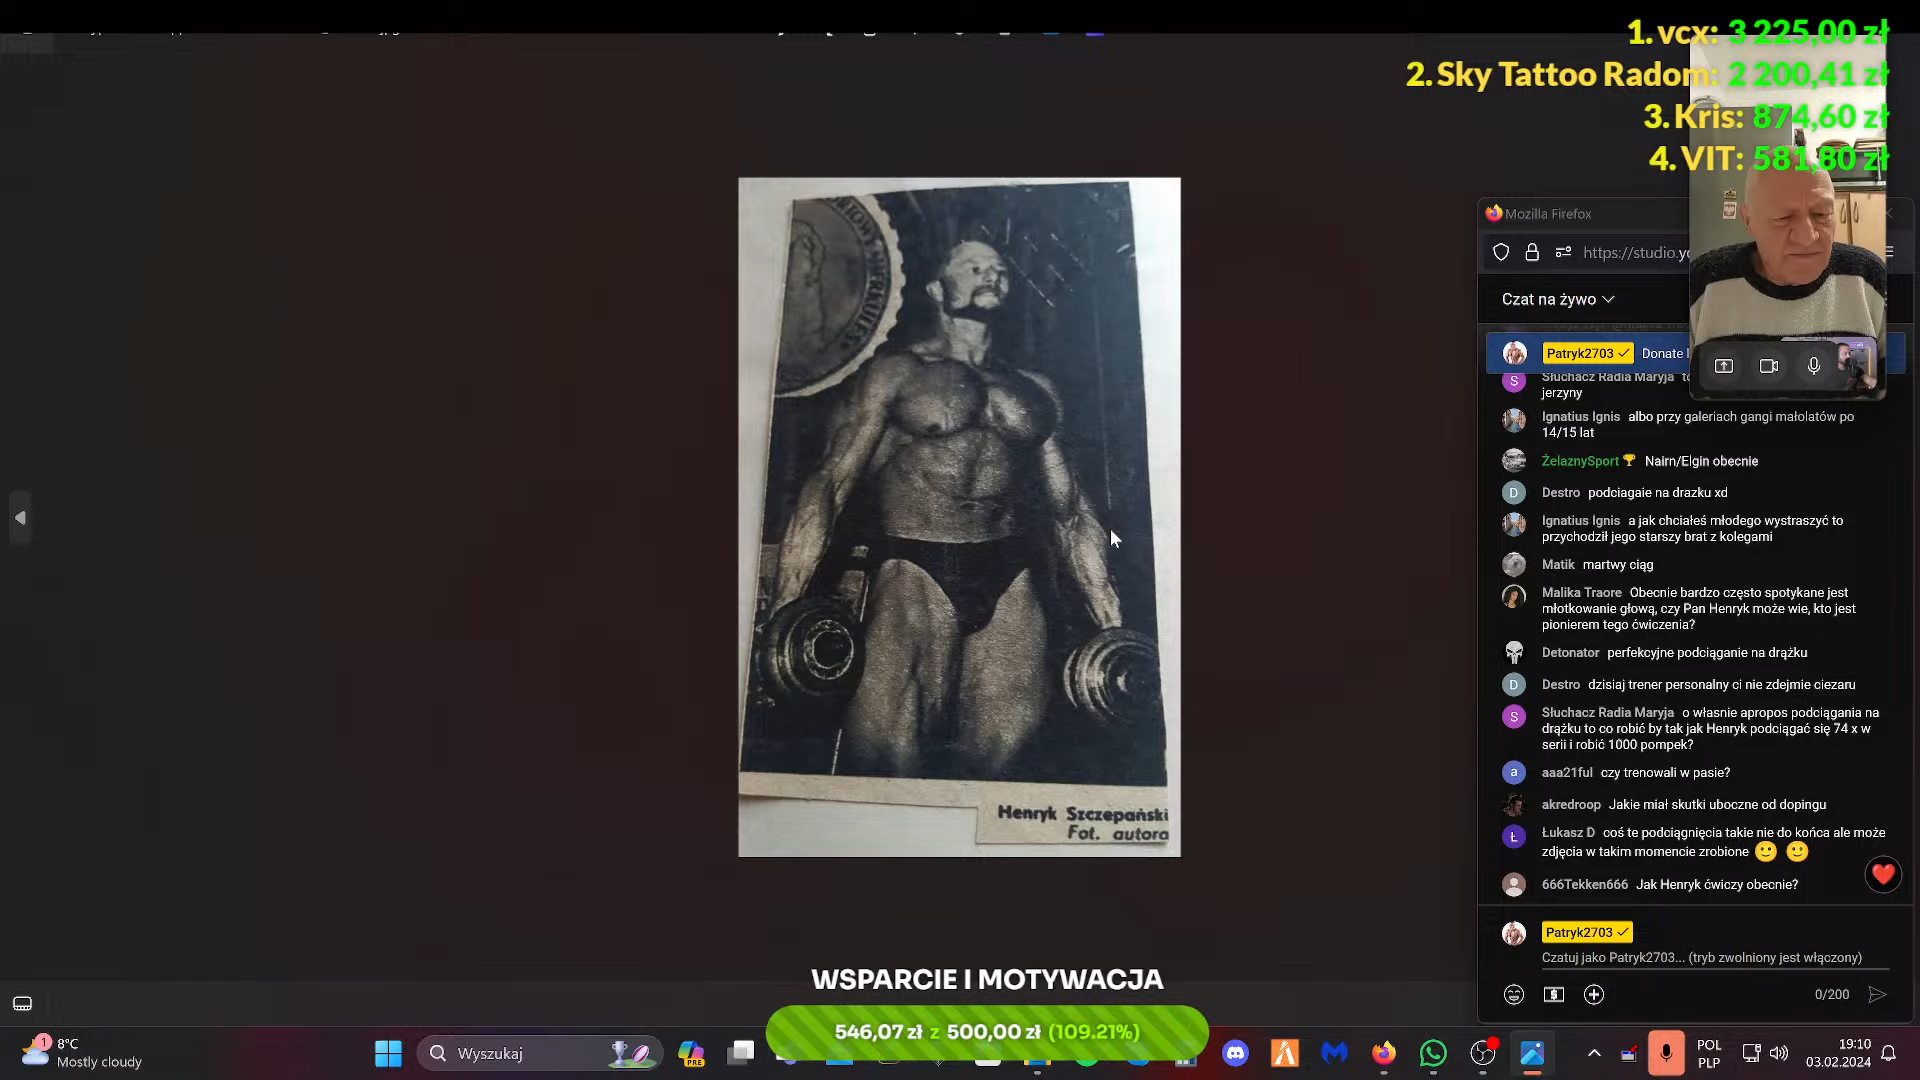 1. vcx: 3 225,00 zł
2. Sky Tattoo Radom: 2 200,41 zł
3. Kris: 874,60 zł
4. VIT: 581,80 zł
Mozilla Firefox
https://studio.yo
Czat na żywo
Patryk2703 Donate
Słuchacz Radia Maryja
jerzyny
Ignatius Ignis albo przy galeriach gangi małolatów po
14/15 lat
ŻelaznySport Nairn/Elgin obecnie
Destro podciagaie na drazku xd
Ignatius Ignis a jak chciałeś młodego wystraszyć to
przychodził jego starszy brat z kolegami
Matik martwy ciąg
Malika Traore Obecnie bardzo często spotykane jest
młotkowanie głową, czy Pan Henryk może wie, kto jest
pionierem tego ćwiczenia?
Detonator perfekcyjne podciąganie na drążku
Destro dzisiaj trener personalny ci nie zdejmie ciezaru
Słuchacz Radia Maryja o własnie apropos podciągania na
drążku to co robić by tak jak Henryk podciągać się 74 x w
serii i robić 1000 pompek?
aaa21ful czy trenowali w pasie?
akredroop Jakie miał skutki uboczne od dopingu
Łukasz D coś te podciągnięcia takie nie do końca ale może
zdjęcia w takim momencie zrobione
666Tekken666 Jak Henryk ćwiczy obecnie?
Patryk2703
Czatuj jako Patryk2703... (tryb zwolniony jest włączony)
0/200
HERKULES
Henryk Szczepański
Fot. autora
WSPARCIE I MOTYWACJA
546,07 zł z 500,00 zł (109.21%)
1
8°C
Mostly cloudy
Wyszukaj
PRE
POL
PLP
19:10
03.02.2024